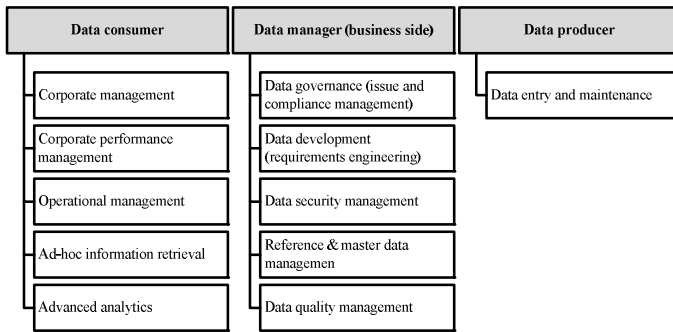 Data consumer
Corporate management
Corporate performance
management
Operational management
Ad-hoc information retrieval
Advanced analytics
Data manager (business side)
Data governance (issue and
compliance management)
Data development
(requirements engineering)
Data security management
Reference & master data
managemen
Data quality management
Data producer
Data entry and maintenance